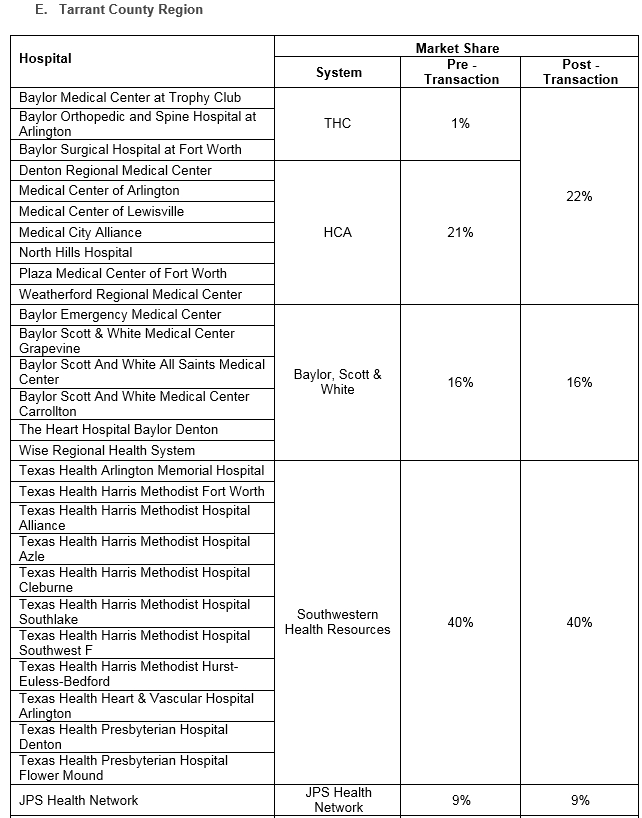 E. Tarrant County Region
Hospital
Market Share
System
Pre -
Transaction
Post -
Transaction
Baylor Medical Center at Trophy Club
Baylor Orthopedic and Spine Hospital at
Arlington
Baylor Surgical Hospital at Fort Worth
THC
1%
22%
Denton Regional Medical Center
Medical Center of Arlington
Medical Center of Lewisville
Medical City Alliance
North Hills Hospital
Plaza Medical Center of Fort Worth
Weatherford Regional Medical Center
HCA
21%
Baylor Emergency Medical Center
Baylor Scott & White Medical Center
Grapevine
Baylor Scott And White All Saints Medical
Center
Baylor Scott And White Medical Center
Carrollton
The Heart Hospital Baylor Denton
Wise Regional Health System
Baylor, Scott &
White
16%
16%
Texas Health Arlington Memorial Hospital
Texas Health Harris Methodist Fort Worth
Texas Health Harris Methodist Hospital
Alliance
Texas Health Harris Methodist Hospital
Azle
Texas Health Harris Methodist Hospital
Cleburne
Texas Health Harris Methodist Hospital
Southlake
Texas Health Harris Methodist Hospital
Southwest F
Texas Health Harris Methodist Hurst-
Euless-Bedford
Texas Health Heart & Vascular Hospital
Arlington
Texas Health Presbyterian Hospital
Denton
Texas Health Presbyterian Hospital
Flower Mound
Southwestern
Health Resources
40%
40%
JPS Health Network
JPS Health
Network
9%
9%